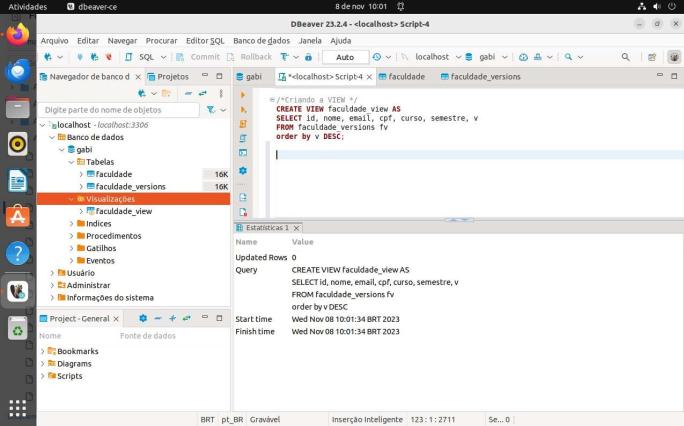 Atividades
dbeaver-ce
8 de nov 10:01
DBeaver 23.2.4 - <localhost> Script-4
Arquivo Editar Navegar Procurar Editor SQL Banco de dados Janela Ajuda
SQL Commit Rollback Auto localhost gabi
Navegador de banco d Projetos
Digite parte do nome de objetos
localhost - localhost:3306
Banco de dados
gabi
Tabelas
faculdade 16K
faculdade_versions 16K
Visualizações
faculdade_view
Indices
Procedimentos
Gatilhos
Eventos
Usuário
Administrar
Informações do sistema
Project - General
Nome Fonte de dados
Bookmarks
Diagrams
Scripts
gabi *<localhost> Script-4 faculdade faculdade_versions
/*Criando a VIEW */
CREATE VIEW faculdade_view AS
SELECT id, nome, email, cpf, curso, semestre, v
FROM faculdade_versions fv
order by v DESC;
Estatísticas 1
Name Value
Updated Rows 0
Query CREATE VIEW faculdade_view AS
SELECT id, nome, email, cpf, curso, semestre, v
FROM faculdade_versions fv
order by v DESC
Start time Wed Nov 08 10:01:34 BRT 2023
Finish time Wed Nov 08 10:01:34 BRT 2023
BRT pt_BR Gravável Inserção Inteligente 123 : 1 : 2711 Se... 0